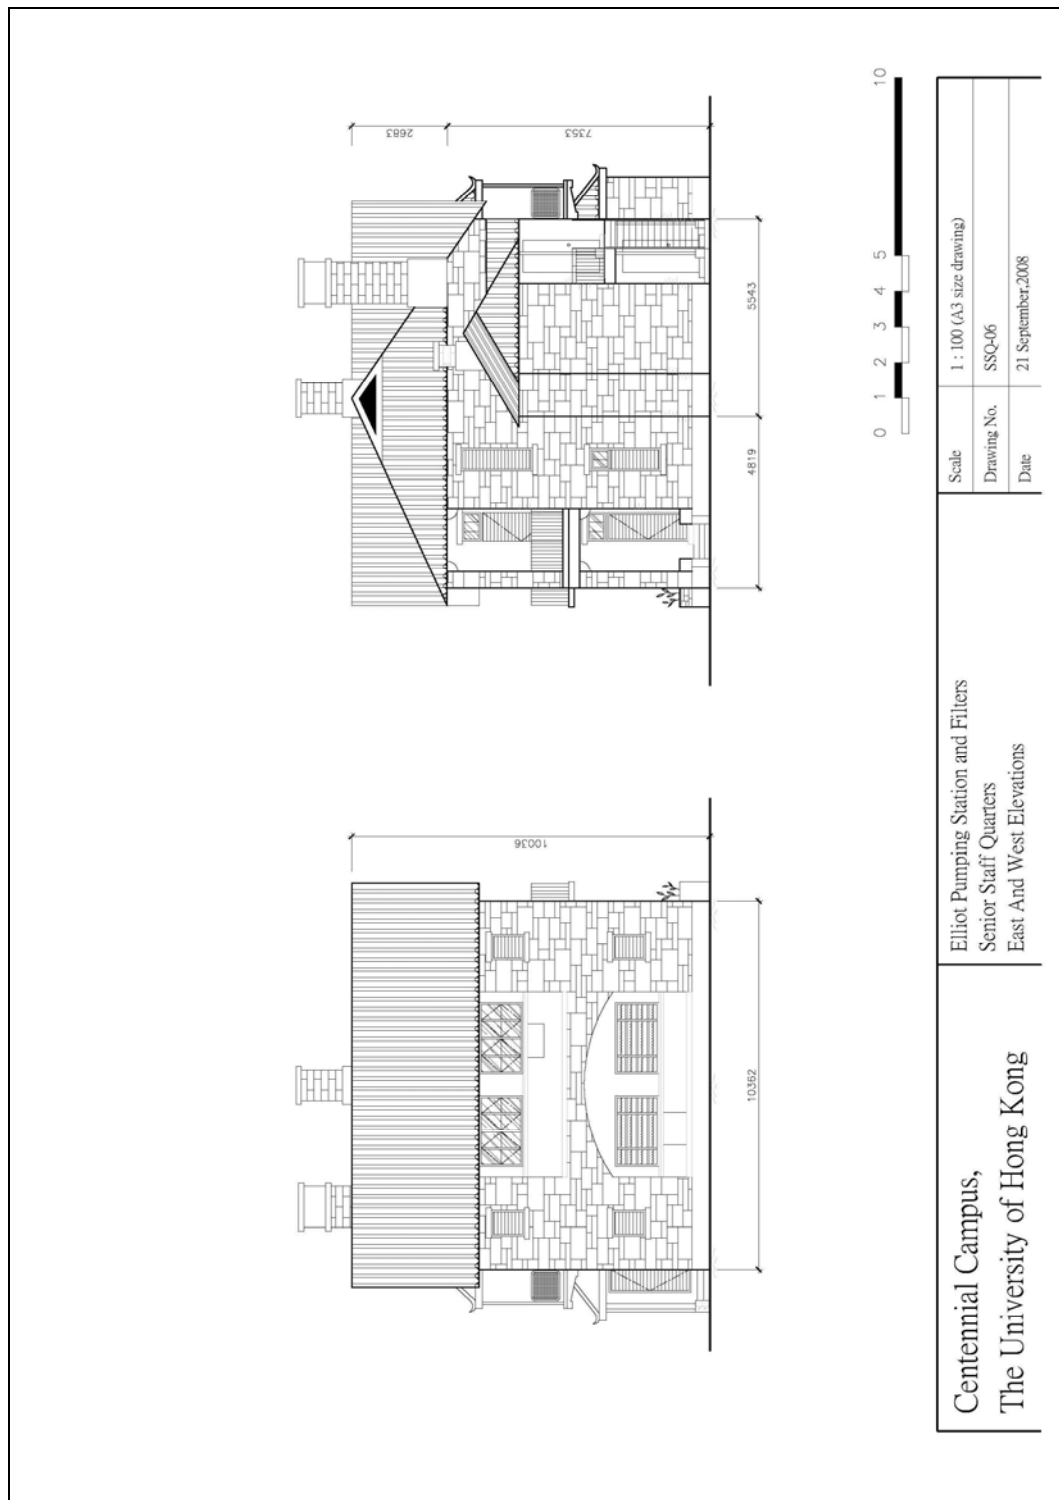 10036
10362
2683
7353
4819
5543
0 1 2 3 4 5 10
Centennial Campus,
The University of Hong Kong
Elliot Pumping Station and Filters
Senior Staff Quarters
East And West Elevations
Scale 1 : 100 (A3 size drawing)
Drawing No. SSQ-06
Date 21 September,2008